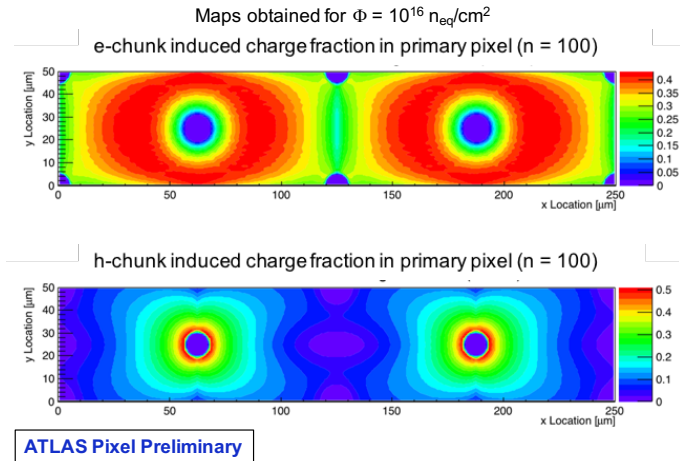 Maps obtained for Φ = 10¹⁶ nₑq/cm²
e-chunk induced charge fraction in primary pixel (n = 100)
y Location [μm]
50
40
30
20
10
0
0 50 100 150 200 250
x Location [μm]
0.4
0.35
0.3
0.25
0.2
0.15
0.1
0.05
0
h-chunk induced charge fraction in primary pixel (n = 100)
y Location [μm]
50
40
30
20
10
0
0 50 100 150 200 250
x Location [μm]
0.5
0.4
0.3
0.2
0.1
0
ATLAS Pixel Preliminary